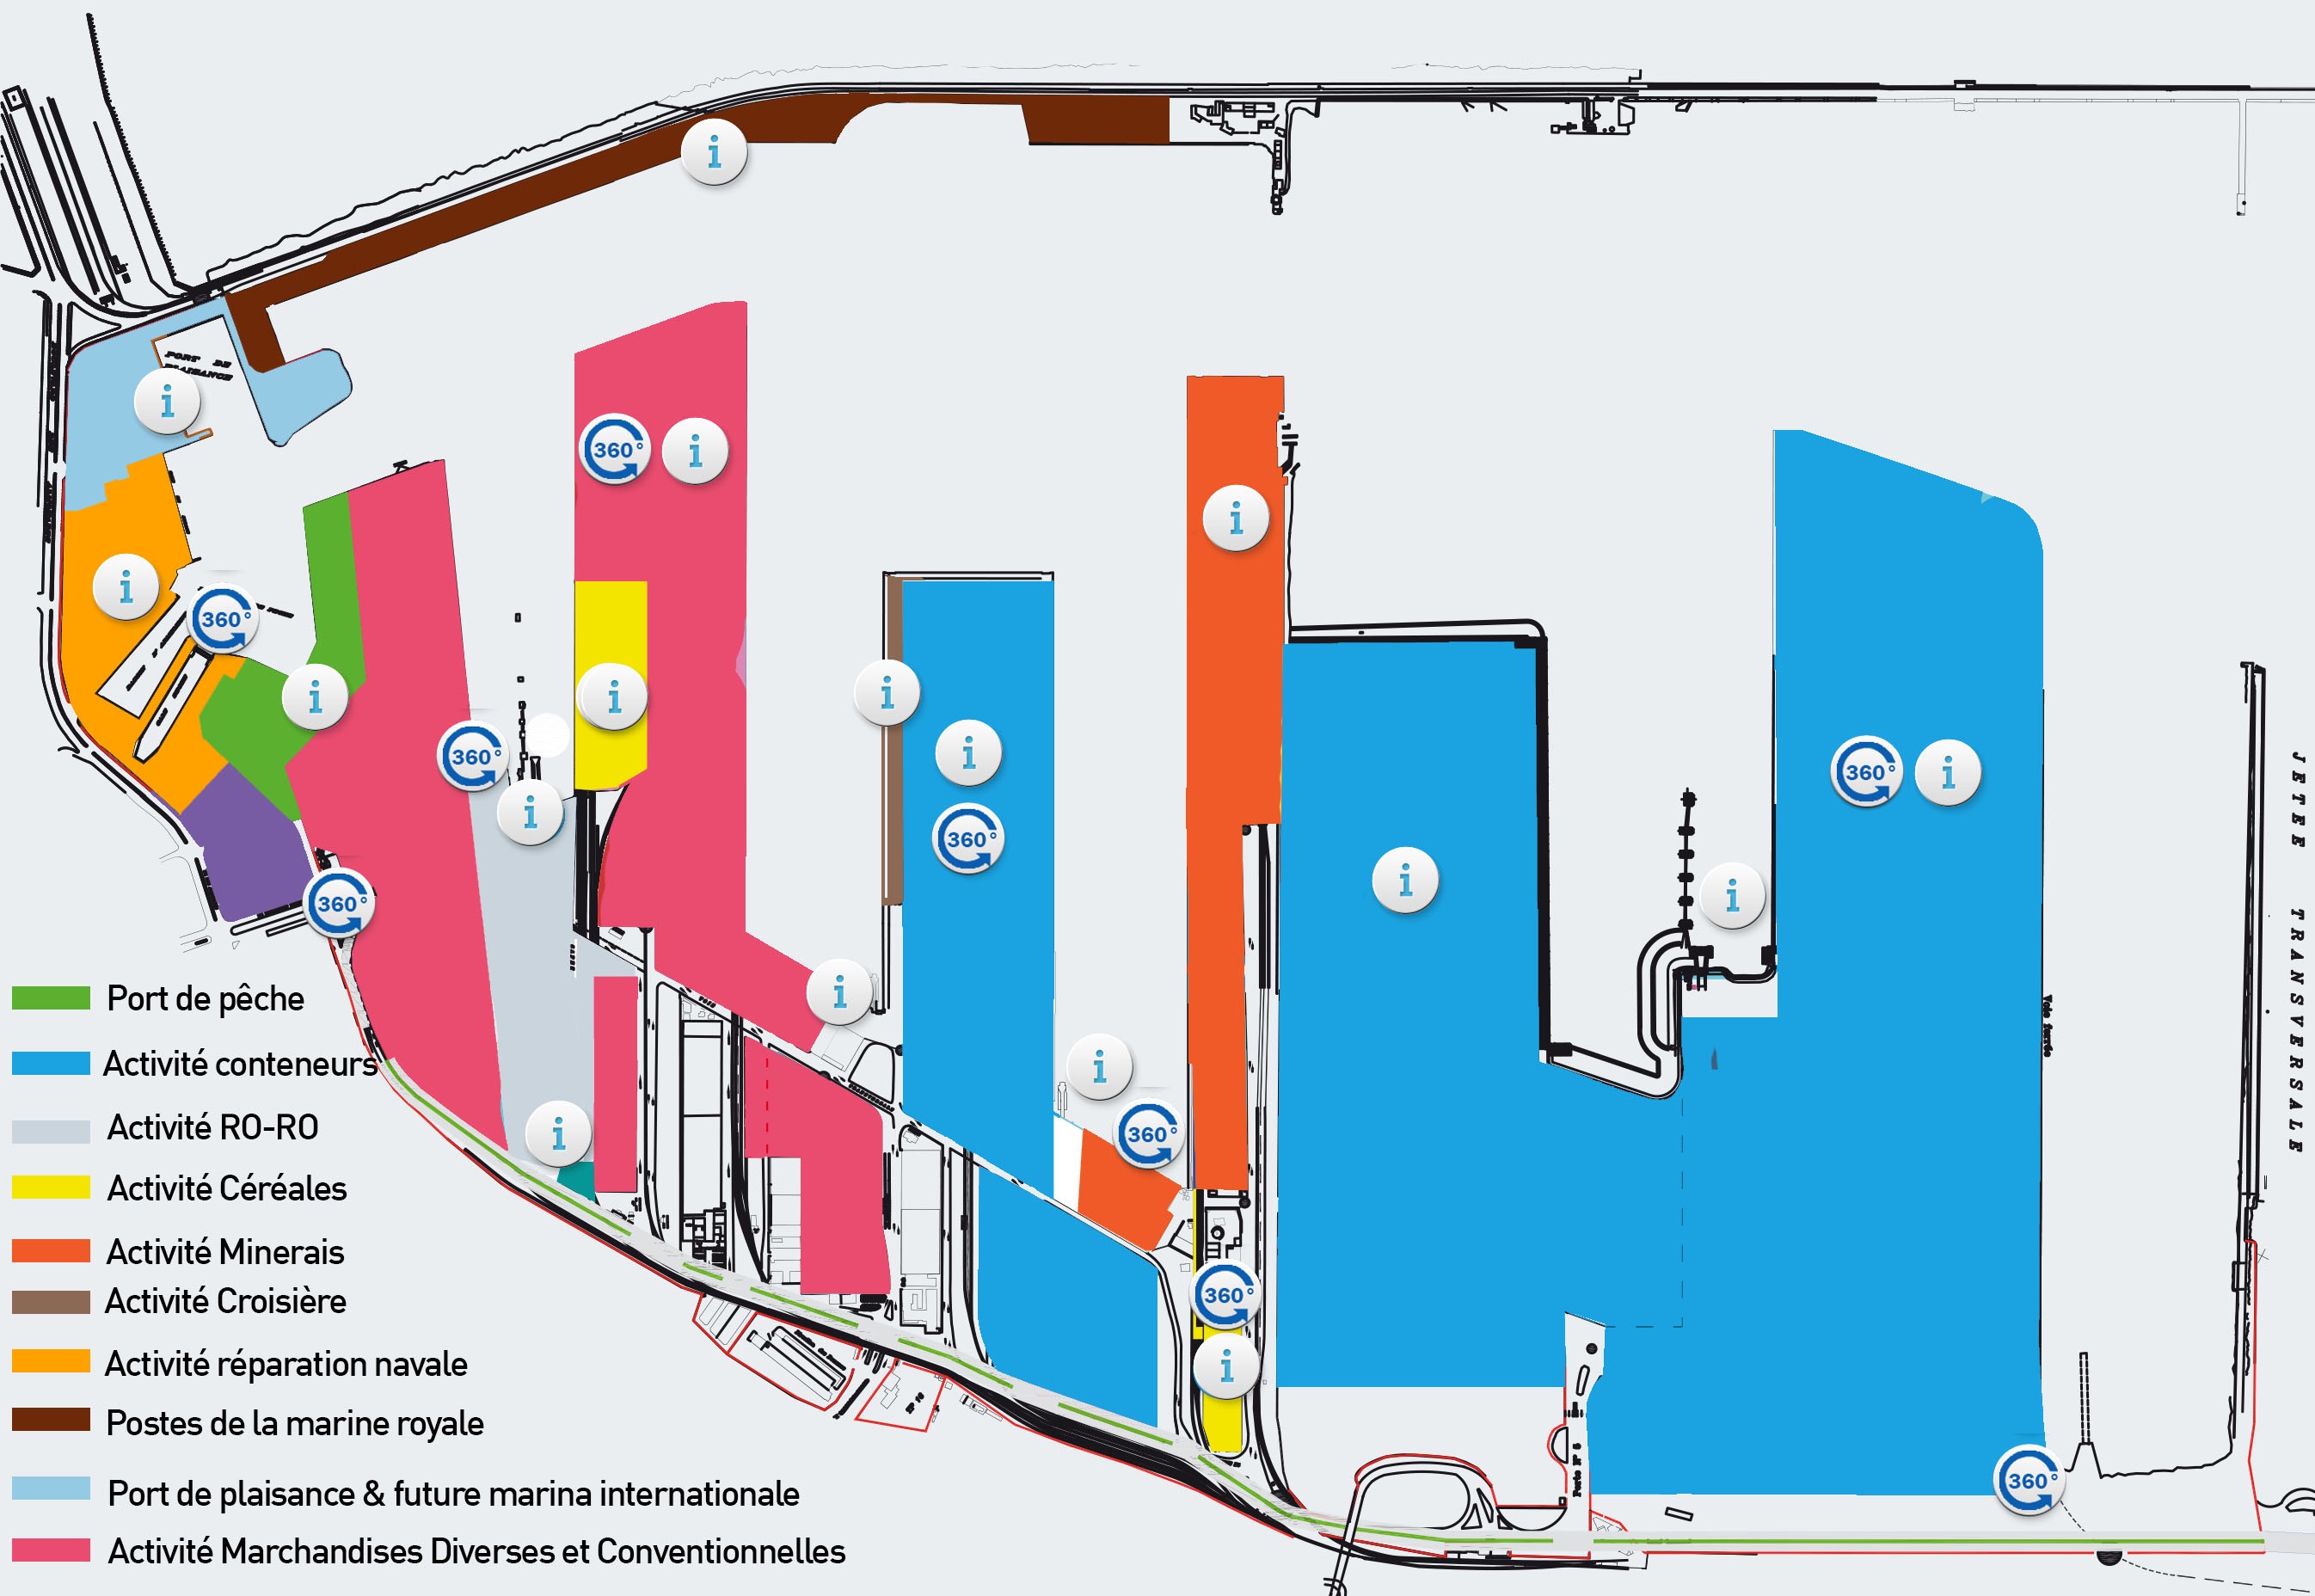 PORT DE
PLAISANCE
360°
360°
360°
360°
360°
360°
360°
360°
360°
JETEE TRANSVERSALE
Voie ferrée
Porte N° 5
Port de pêche
Activité conteneurs
Activité RO-RO
Activité Céréales
Activité Minerais
Activité Croisière
Activité réparation navale
Postes de la marine royale
Port de plaisance & future marina internationale
Activité Marchandises Diverses et Conventionnelles